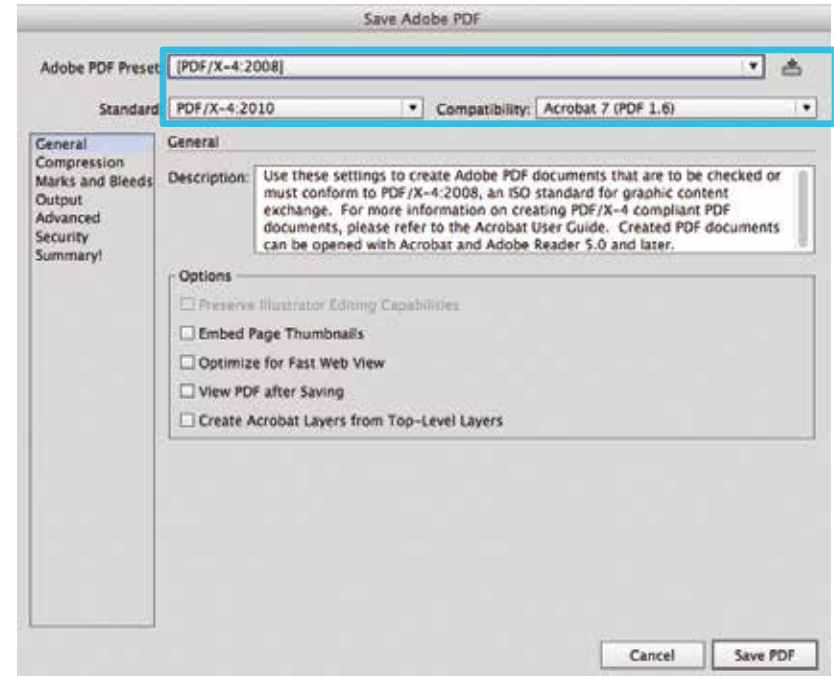 Save Adobe PDF
Adobe PDF Preset: [PDF/X-4:2008]
Standard: PDF/X-4:2010 Compatibility: Acrobat 7 (PDF 1.6)
General
Compression
Marks and Bleeds
Output
Advanced
Security
Summary!
General
Description: Use these settings to create Adobe PDF documents that are to be checked or
must conform to PDF/X-4:2008, an ISO standard for graphic content
exchange. For more information on creating PDF/X-4 compliant PDF
documents, please refer to the Acrobat User Guide. Created PDF documents
can be opened with Acrobat and Adobe Reader 5.0 and later.
Options
Preserve Illustrator Editing Capabilities
Embed Page Thumbnails
Optimize for Fast Web View
View PDF after Saving
Create Acrobat Layers from Top-Level Layers
Cancel Save PDF